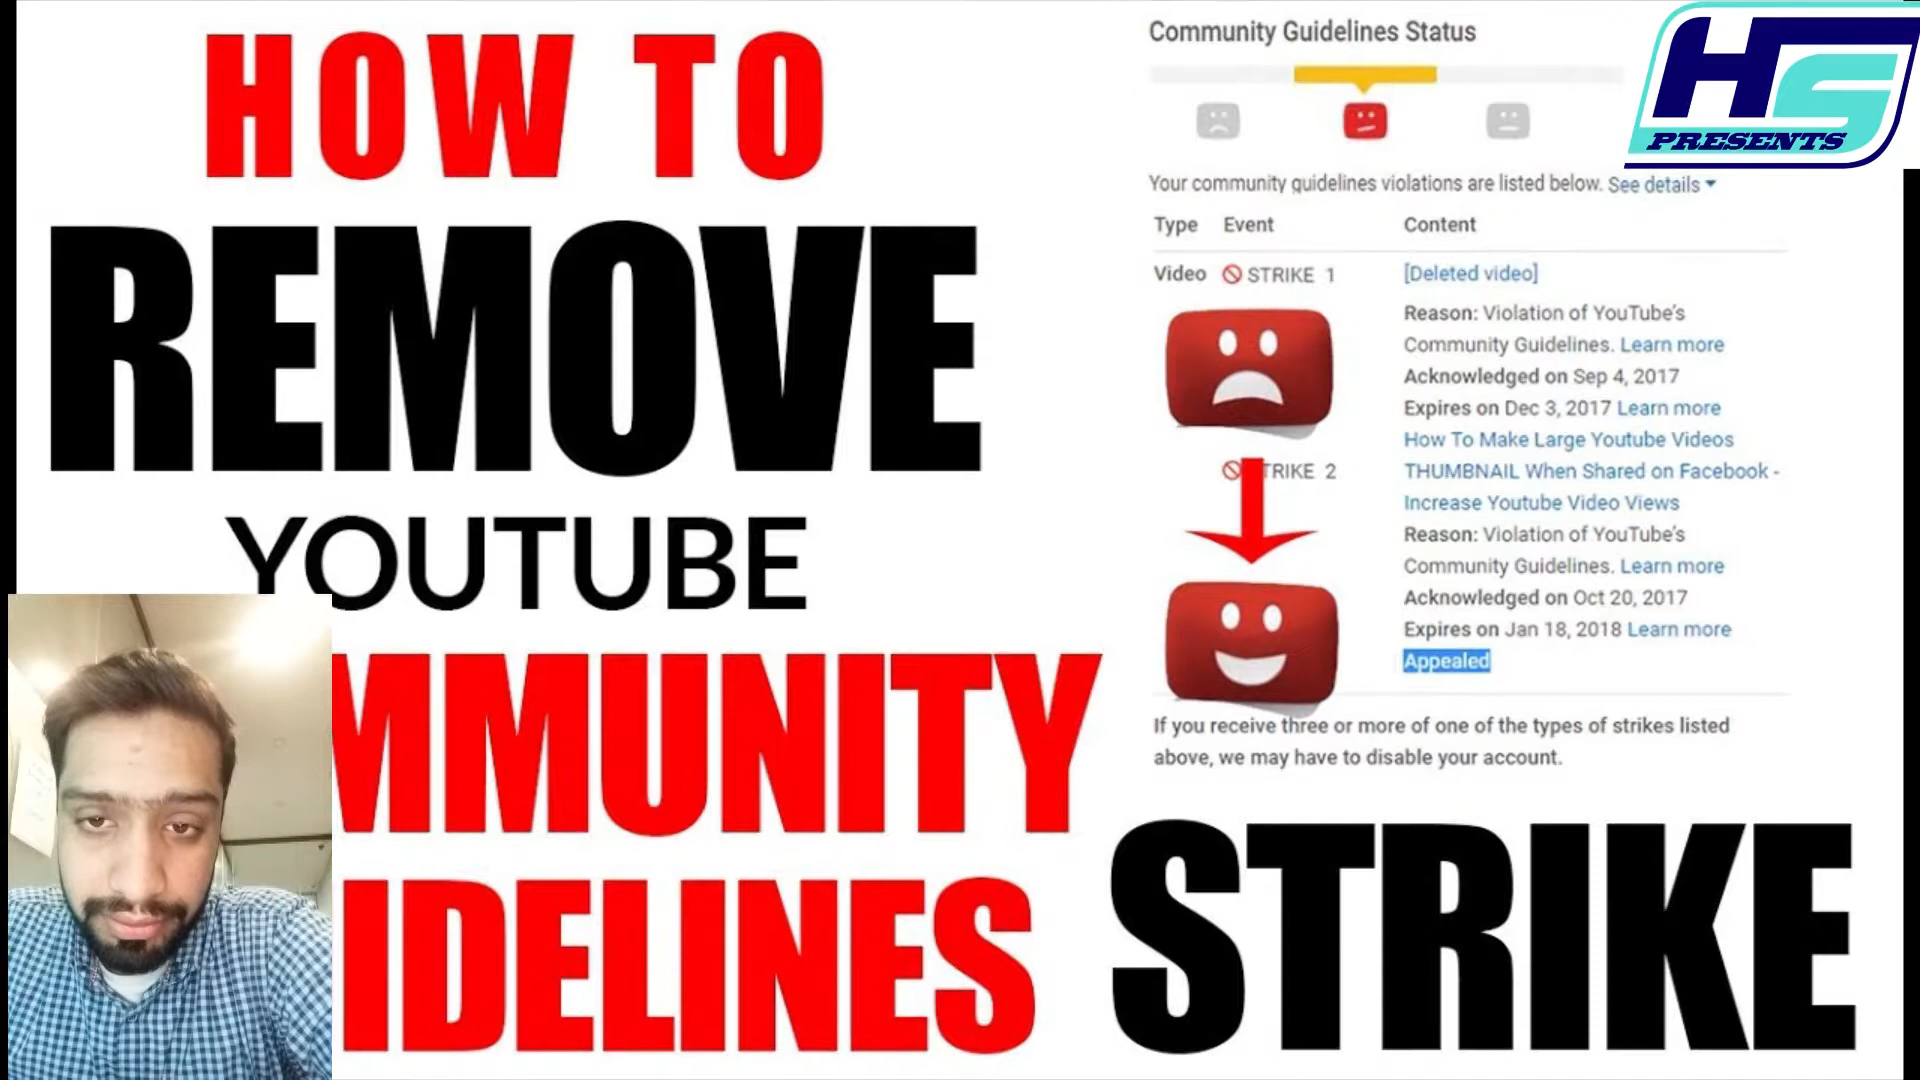 HOW TO
REMOVE
YOUTUBE
MMUNITY
IDELINES
STRIKE
Community Guidelines Status
Your community guidelines violations are listed below. See details
Type Event Content
Video STRIKE 1 [Deleted video]
Reason: Violation of YouTube's
Community Guidelines. Learn more
Acknowledged on Sep 4, 2017
Expires on Dec 3, 2017 Learn more
How To Make Large Youtube Videos
TRIKE 2 THUMBNAIL When Shared on Facebook -
Increase Youtube Video Views
Reason: Violation of YouTube's
Community Guidelines. Learn more
Acknowledged on Oct 20, 2017
Expires on Jan 18, 2018 Learn more
Appealed
If you receive three or more of one of the types of strikes listed
above, we may have to disable your account.
HS
PRESENTS